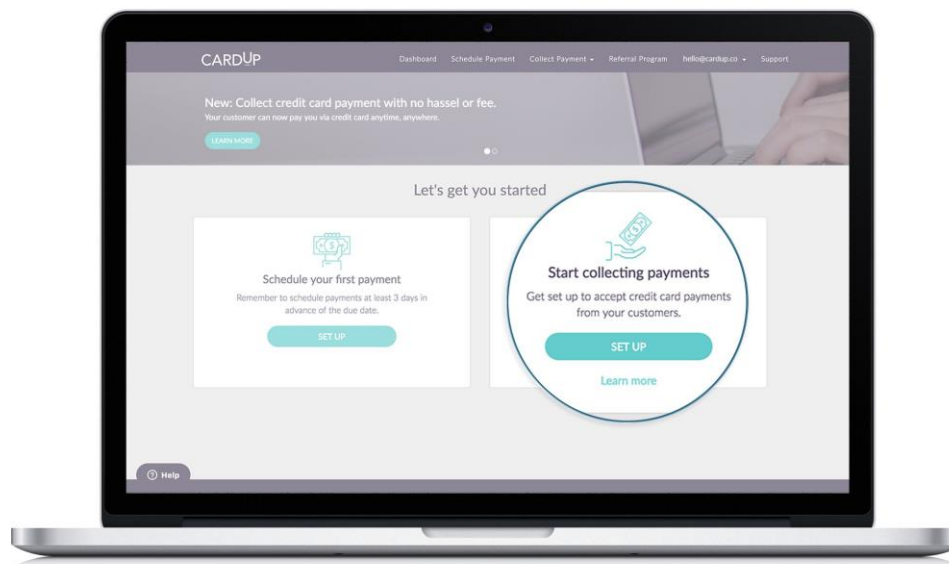 CARDUP
Dashboard Schedule Payment Collect Payment Referral Program hello@cardup.co Support
New: Collect credit card payment with no hassel or fee.
Your customer can now pay you via credit card anytime, anywhere.
LEARN MORE
Let's get you started
Schedule your first payment
Remember to schedule payments at least 3 days in
advance of the due date.
SET UP
Start collecting payments
Get set up to accept credit card payments
from your customers.
SET UP
Learn more
Help